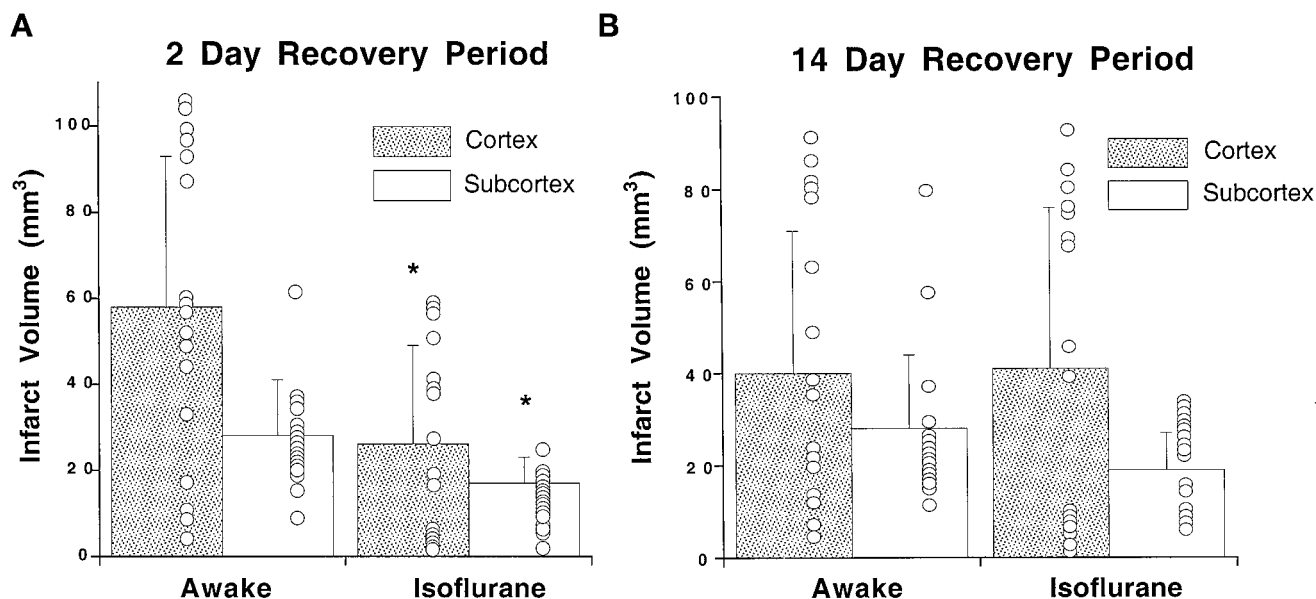 A
2 Day Recovery Period
Infarct Volume (mm³)
100
80
60
40
20
0
Cortex
Subcortex
*
*
Awake
Isoflurane
B
14 Day Recovery Period
Infarct Volume (mm³)
100
80
60
40
20
0
Cortex
Subcortex
Awake
Isoflurane